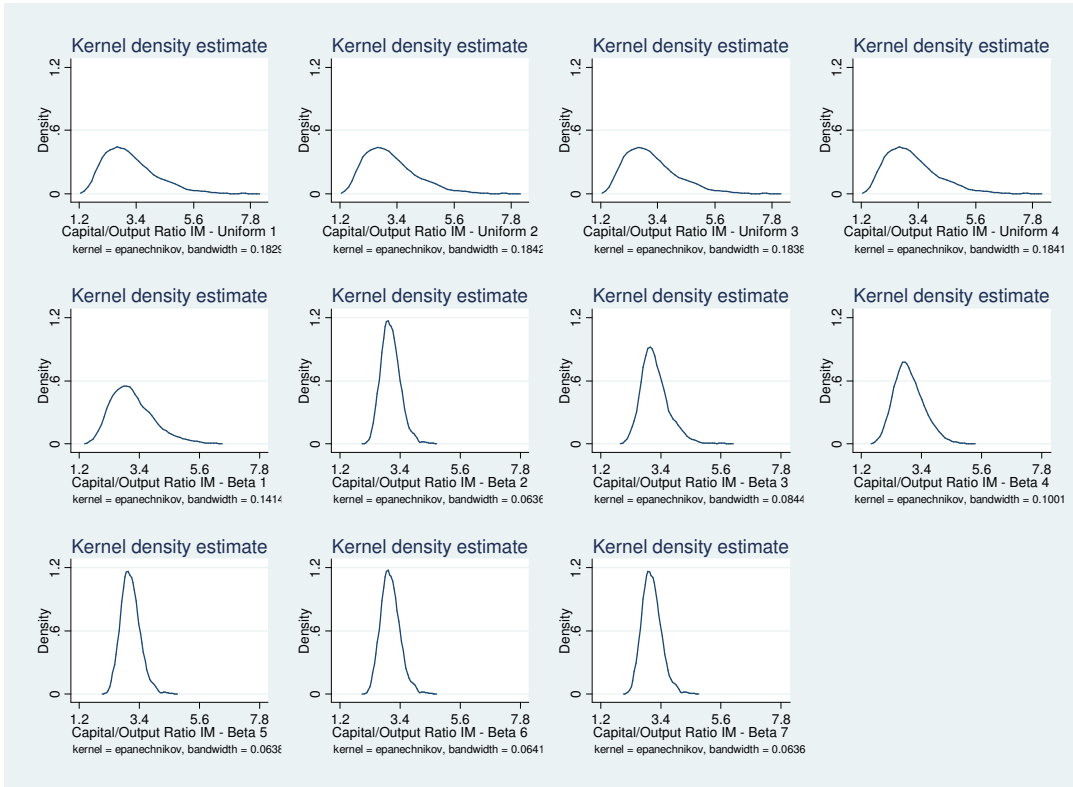 Kernel density estimate
1.2
Density
.6
0
1.2 3.4 5.6 7.8
Capital/Output Ratio IM - Uniform 1
kernel = epanechnikov, bandwidth = 0.1829
Kernel density estimate
1.2
Density
.6
0
1.2 3.4 5.6 7.8
Capital/Output Ratio IM - Uniform 2
kernel = epanechnikov, bandwidth = 0.1842
Kernel density estimate
1.2
Density
.6
0
1.2 3.4 5.6 7.8
Capital/Output Ratio IM - Uniform 3
kernel = epanechnikov, bandwidth = 0.1838
Kernel density estimate
1.2
Density
.6
0
1.2 3.4 5.6 7.8
Capital/Output Ratio IM - Uniform 4
kernel = epanechnikov, bandwidth = 0.1841
Kernel density estimate
1.2
Density
.6
0
1.2 3.4 5.6 7.8
Capital/Output Ratio IM - Beta 1
kernel = epanechnikov, bandwidth = 0.1414
Kernel density estimate
1.2
Density
.6
0
1.2 3.4 5.6 7.8
Capital/Output Ratio IM - Beta 2
kernel = epanechnikov, bandwidth = 0.0636
Kernel density estimate
1.2
Density
.6
0
1.2 3.4 5.6 7.8
Capital/Output Ratio IM - Beta 3
kernel = epanechnikov, bandwidth = 0.0844
Kernel density estimate
1.2
Density
.6
0
1.2 3.4 5.6 7.8
Capital/Output Ratio IM - Beta 4
kernel = epanechnikov, bandwidth = 0.1001
Kernel density estimate
1.2
Density
.6
0
1.2 3.4 5.6 7.8
Capital/Output Ratio IM - Beta 5
kernel = epanechnikov, bandwidth = 0.0638
Kernel density estimate
1.2
Density
.6
0
1.2 3.4 5.6 7.8
Capital/Output Ratio IM - Beta 6
kernel = epanechnikov, bandwidth = 0.0641
Kernel density estimate
1.2
Density
.6
0
1.2 3.4 5.6 7.8
Capital/Output Ratio IM - Beta 7
kernel = epanechnikov, bandwidth = 0.0636